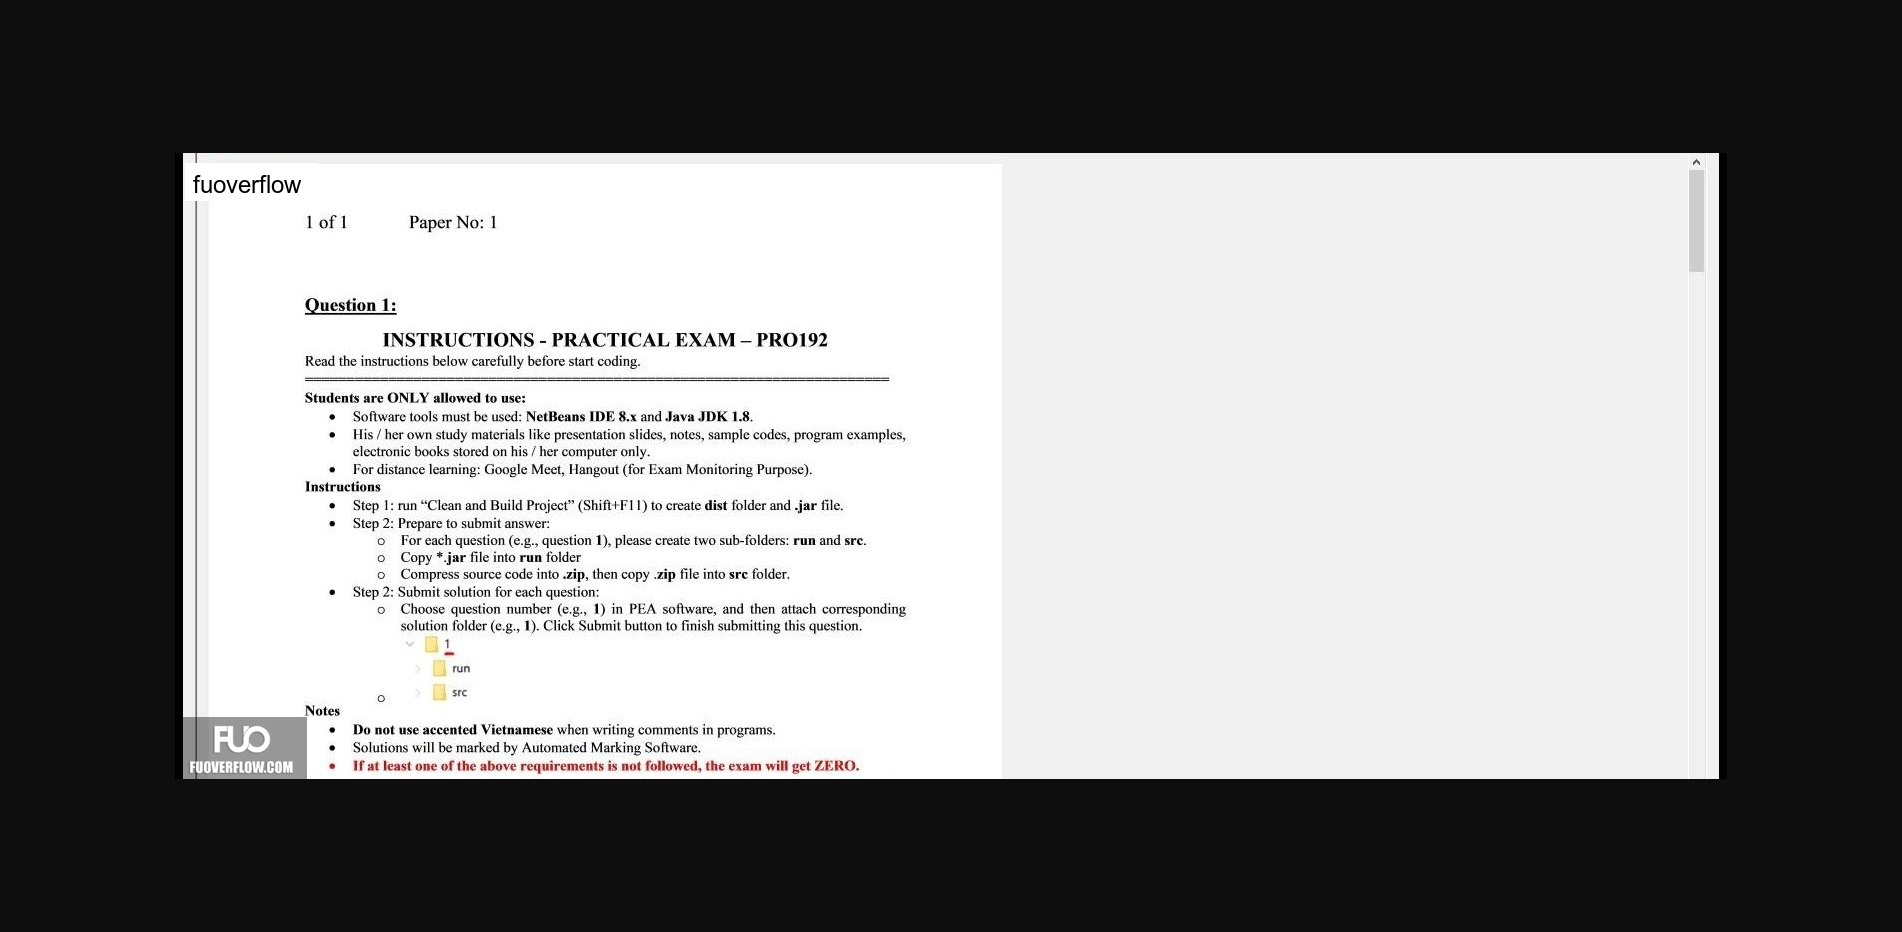 fuoverflow
1 of 1 Paper No: 1
Question 1:
INSTRUCTIONS - PRACTICAL EXAM – PRO192
Read the instructions below carefully before start coding.
Students are ONLY allowed to use:
• Software tools must be used: NetBeans IDE 8.x and Java JDK 1.8.
• His / her own study materials like presentation slides, notes, sample codes, program examples,
electronic books stored on his / her computer only.
• For distance learning: Google Meet, Hangout (for Exam Monitoring Purpose).
Instructions
• Step 1: run “Clean and Build Project” (Shift+F11) to create dist folder and .jar file.
• Step 2: Prepare to submit answer:
o For each question (e.g., question 1), please create two sub-folders: run and src.
o Copy *.jar file into run folder
o Compress source code into .zip, then copy .zip file into src folder.
• Step 2: Submit solution for each question:
o Choose question number (e.g., 1) in PEA software, and then attach corresponding
solution folder (e.g., 1). Click Submit button to finish submitting this question.
1
run
o src
Notes
• Do not use accented Vietnamese when writing comments in programs.
• Solutions will be marked by Automated Marking Software.
• If at least one of the above requirements is not followed, the exam will get ZERO.
FUO
FUOVERFLOW.COM